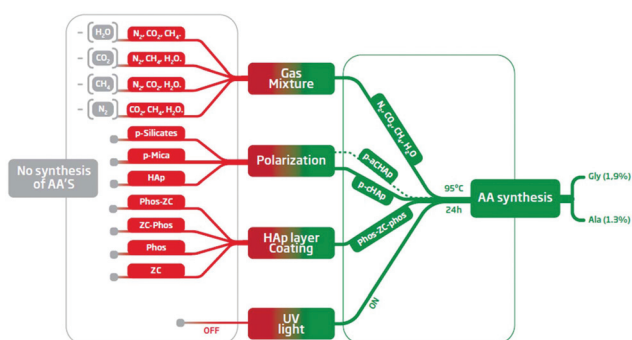 [H₂O] N₂, CO₂, CH₄.
[CO₂] N₂, CH₄, H₂O.
[CH₄] N₂, CO₂, H₂O.
[N₂] CO₂, CH₄, H₂O.
Gas
Mixture
N₂, CO₂, CH₄, H₂O
p-Silicates
p-Mica
HAp
Polarization
p-aCHAp
p-cHAp
No synthesis
of AA'S
Phos-ZC
ZC-Phos
Phos
ZC
HAp layer
Coating
Phos-ZC-phos
UV
light
OFF
ON
95ºC
24h
AA synthesis
Gly (1,9%)
Ala (1.3%)